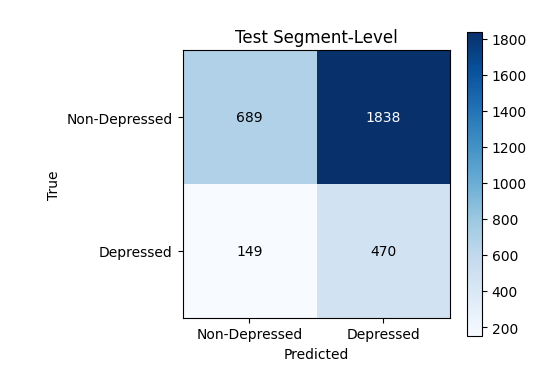 Test Segment-Level
Non-Depressed
689
1838
Depressed
149
470
Non-Depressed
Depressed
Predicted
True
1800
1600
1400
1200
1000
800
600
400
200